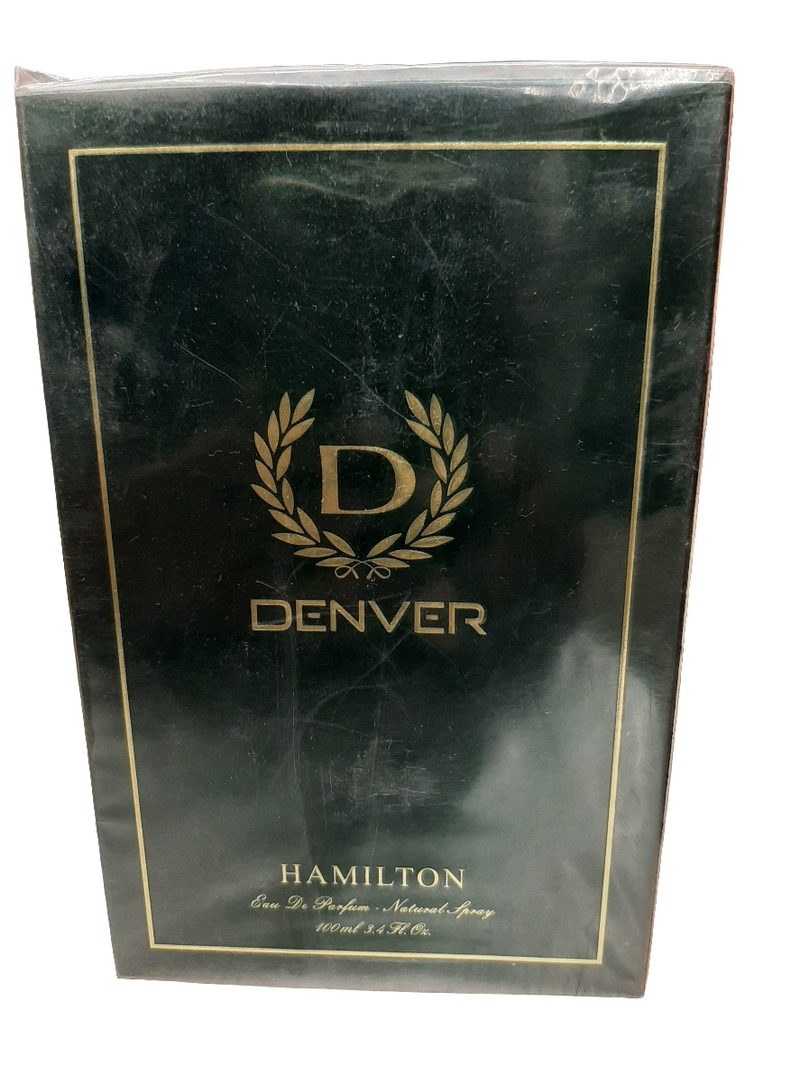 D
DENVER
HAMILTON
Eau De Parfum - Natural Spray
100ml 3.4 Fl. Oz.